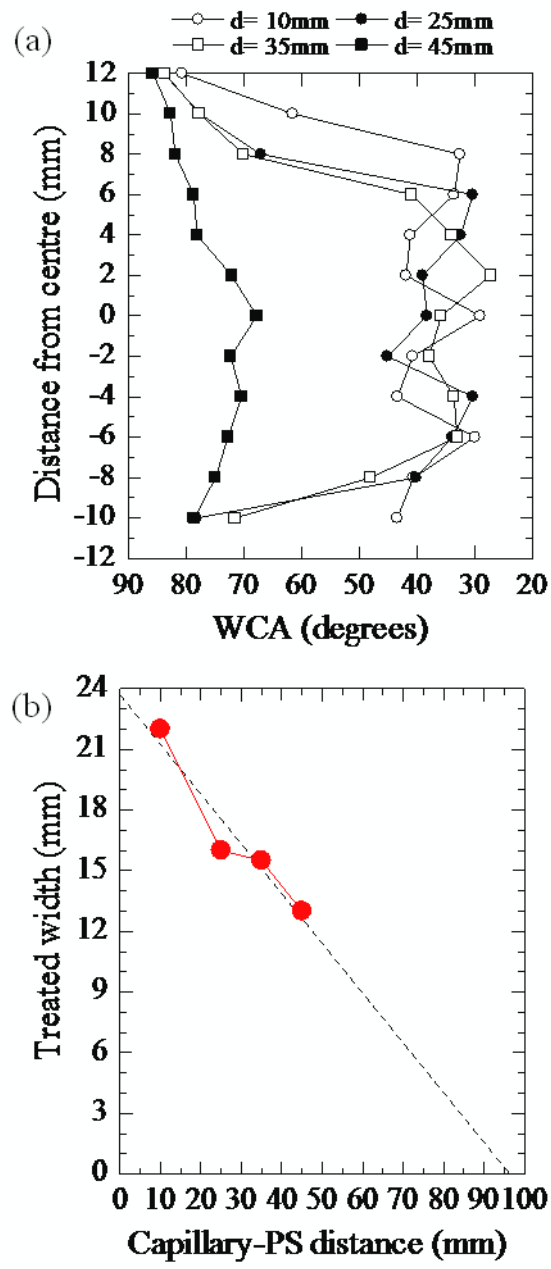 (a)
d= 10mm d= 25mm
d= 35mm d= 45mm
12
10
8
6
4
2
0
-2
-4
-6
-8
-10
-12
Distance from centre (mm)
90 80 70 60 50 40 30 20
WCA (degrees)
(b)
24
21
18
15
12
9
6
3
0
Treated width (mm)
0 10 20 30 40 50 60 70 80 90 100
Capillary-PS distance (mm)